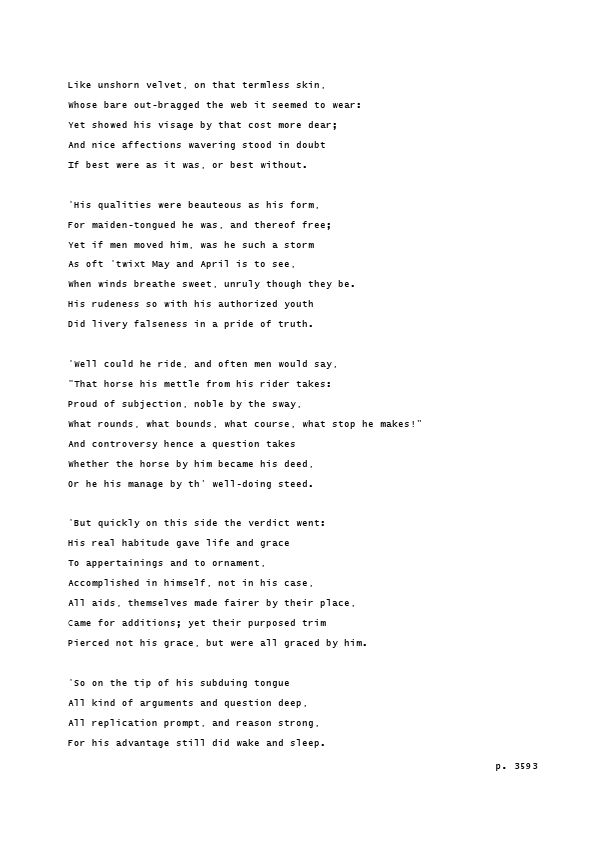 Like unshorn velvet, on that termless skin,
Whose bare out-bragged the web it seemed to wear:
Yet showed his visage by that cost more dear;
And nice affections wavering stood in doubt
If best were as it was, or best without.

'His qualities were beauteous as his form,
For maiden-tongued he was, and thereof free;
Yet if men moved him, was he such a storm
As oft 'twixt May and April is to see,
When winds breathe sweet, unruly though they be.
His rudeness so with his authorized youth
Did livery falseness in a pride of truth.

'Well could he ride, and often men would say,
"That horse his mettle from his rider takes:
Proud of subjection, noble by the sway,
What rounds, what bounds, what course, what stop he makes!"
And controversy hence a question takes
Whether the horse by him became his deed,
Or he his manage by th' well-doing steed.

'But quickly on this side the verdict went:
His real habitude gave life and grace
To appertainings and to ornament,
Accomplished in himself, not in his case,
All aids, themselves made fairer by their place,
Came for additions; yet their purposed trim
Pierced not his grace, but were all graced by him.

'So on the tip of his subduing tongue
All kind of arguments and question deep,
All replication prompt, and reason strong,
For his advantage still did wake and sleep.
p. 3593